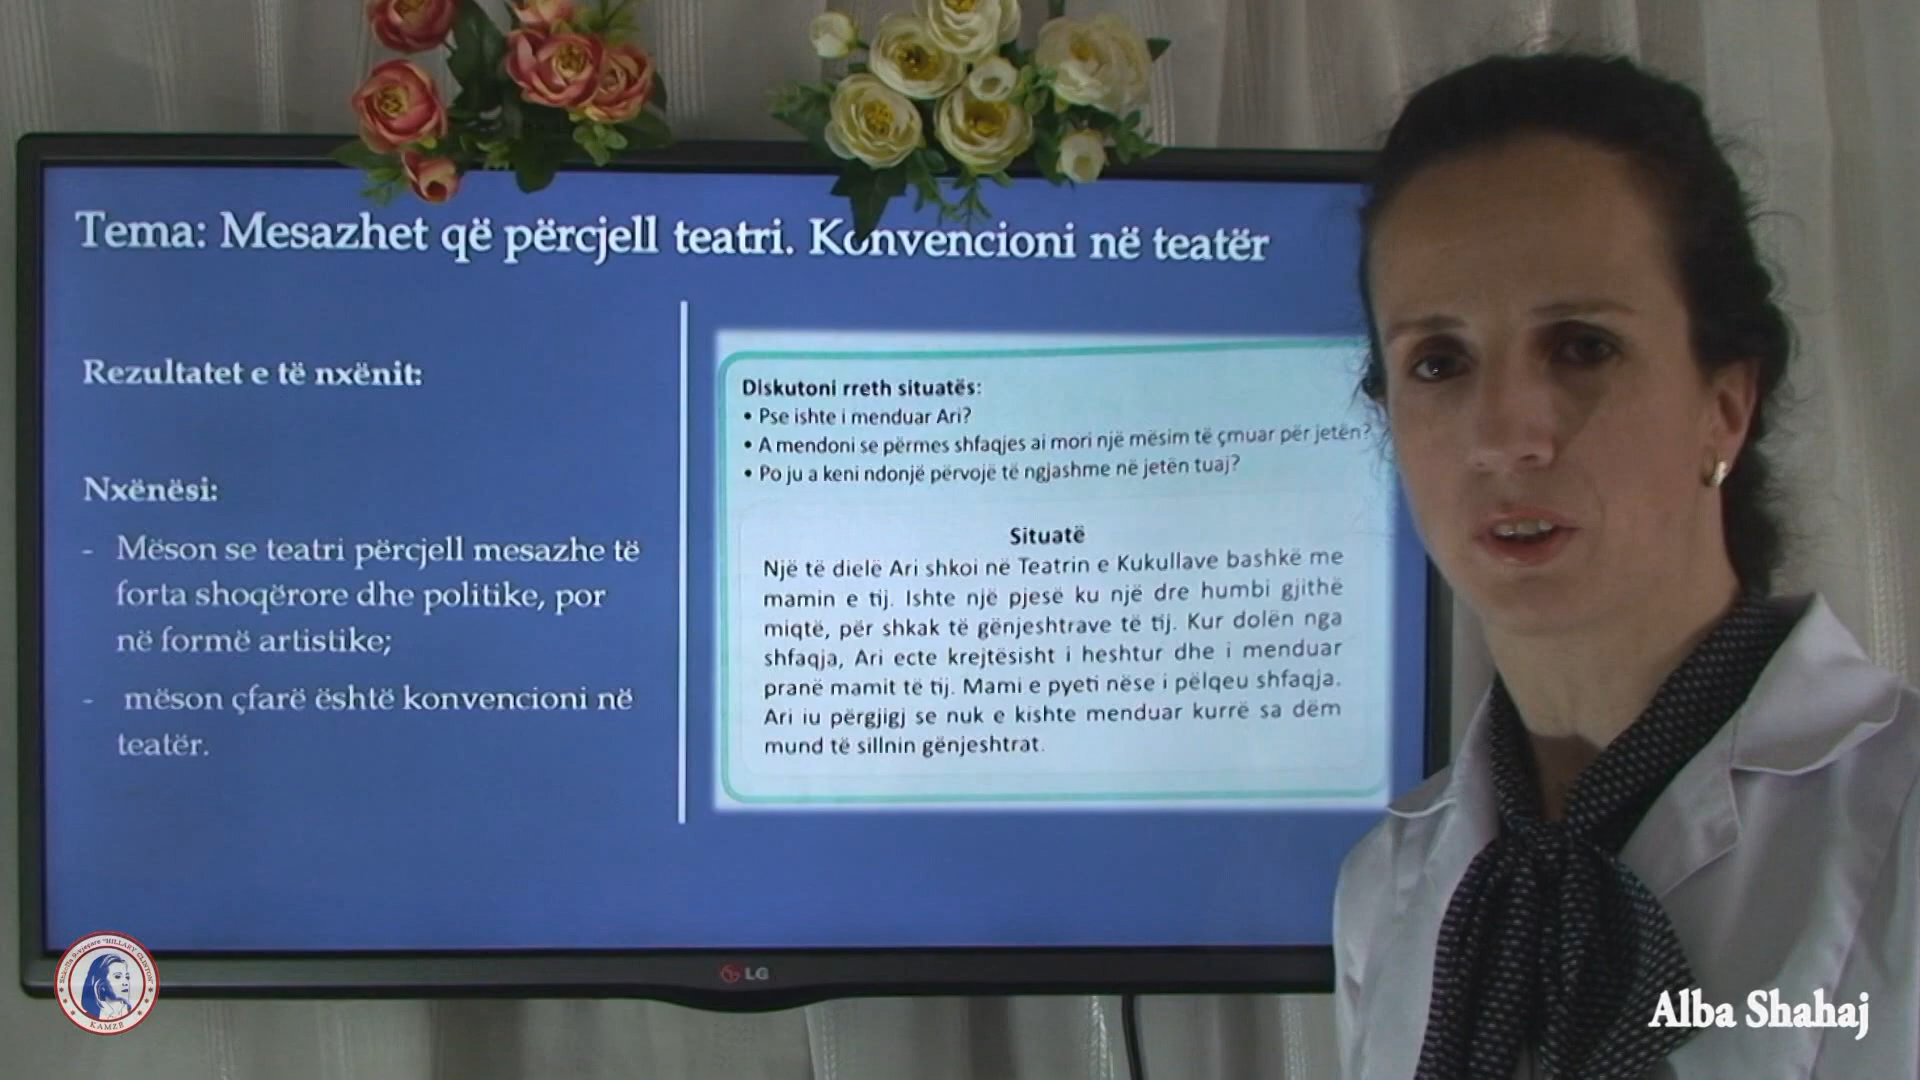 Tema: Mesazhet që përcjell teatri. Konvencioni në teatër
Rezultatet e të nxënit:
Nxënësi:
- Mëson se teatri përcjell mesazhe të
forta shoqërore dhe politike, por
në formë artistike;
- mëson çfarë është konvencioni në
teatër.
Diskutoni rreth situatës:
• Pse ishte i menduar Ari?
• A mendoni se përmes shfaqjes ai mori një mësim të çmuar për jetën?
• Po ju a keni ndonjë përvojë të ngjashme në jetën tuaj?
Situatë
Një të dielë Ari shkoi në Teatrin e Kukullave bashkë me
mamin e tij. Ishte një pjesë ku një dre humbi gjithë
miqtë, për shkak të gënjeshtrave të tij. Kur dolën nga
shfaqja, Ari ecte krejtësisht i heshtur dhe i menduar
pranë mamit të tij. Mami e pyeti nëse i pëlqeu shfaqja.
Ari iu përgjigj se nuk e kishte menduar kurrë sa dëm
mund të sillnin gënjeshtrat.
LG
"HILLARY CLINTON"
KAMZË
Alba Shahaj